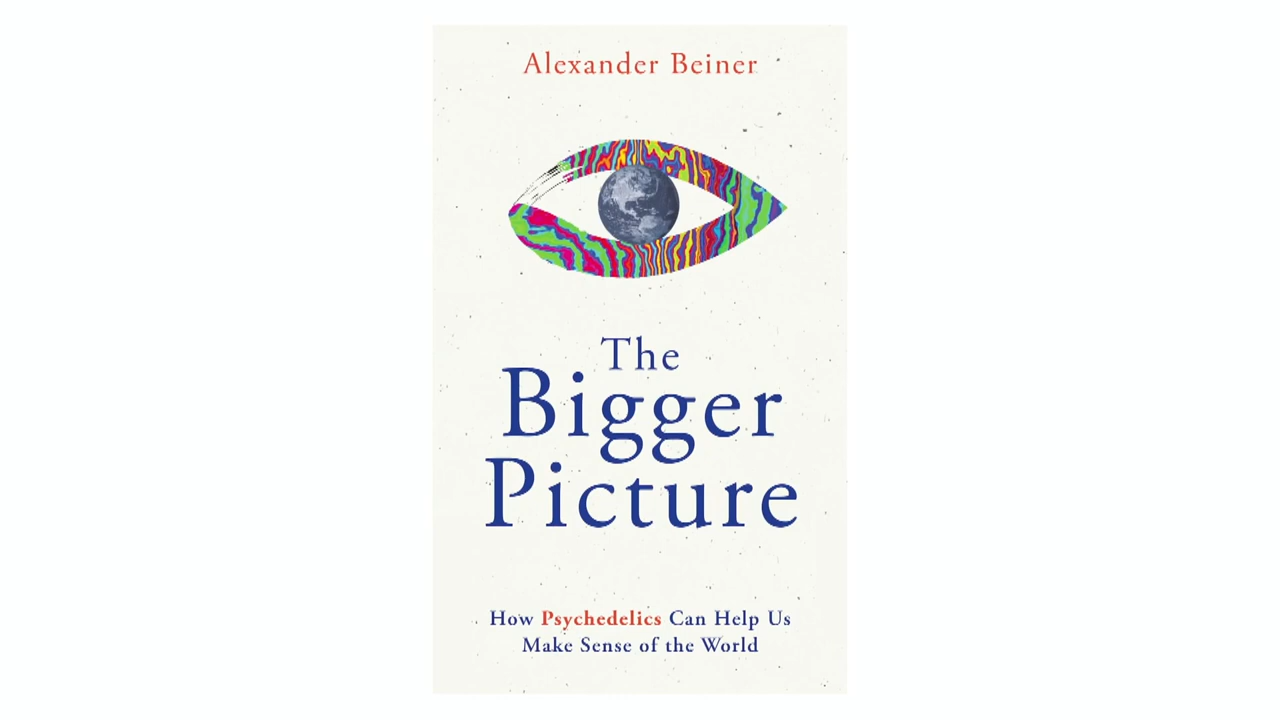 Alexander Beiner
The
Bigger
Picture
How Psychedelics Can Help Us
Make Sense of the World